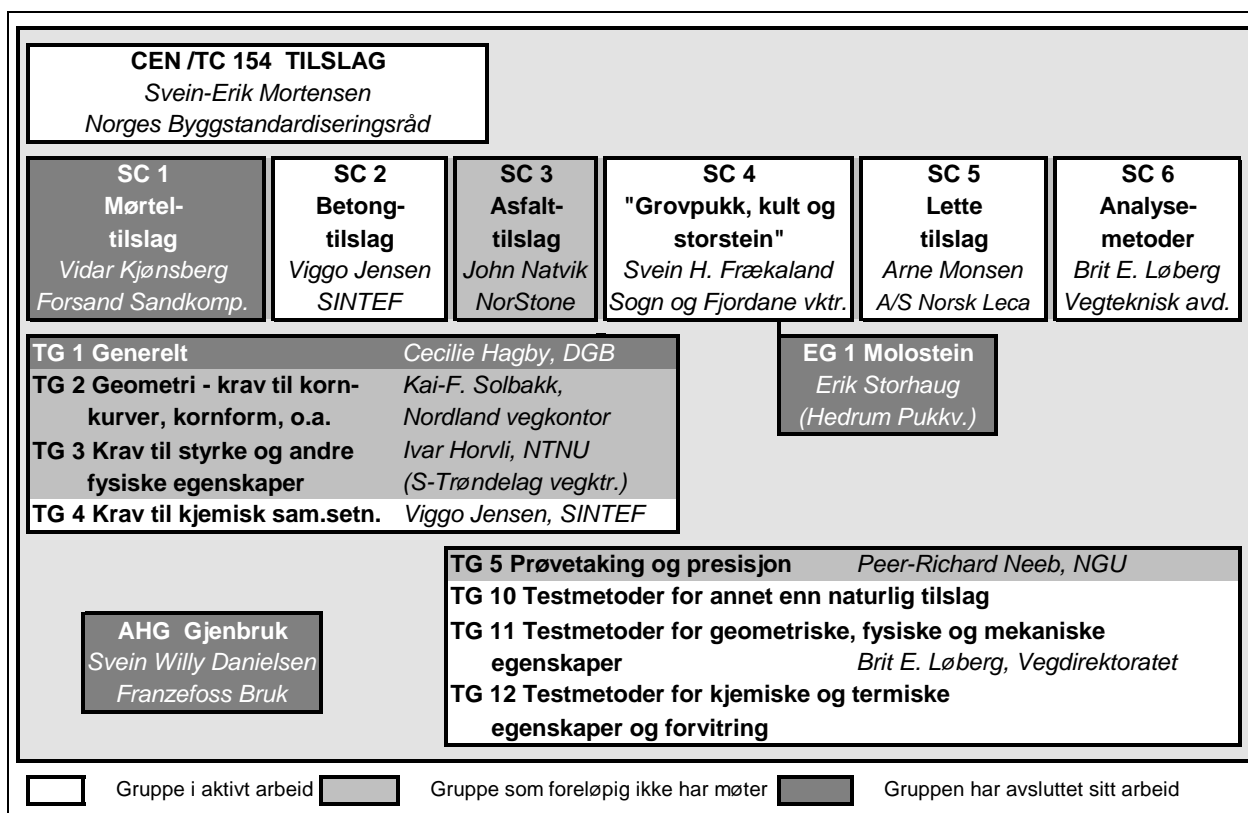 CEN /TC 154 TILSLAG
Svein-Erik Mortensen
Norges Byggstandardiseringsråd
SC 1
Mørtel-
tilslag
Vidar Kjønsberg
Forsand Sandkomp.
SC 2
Betong-
tilslag
Viggo Jensen
SINTEF
SC 3
Asfalt-
tilslag
John Natvik
NorStone
SC 4
"Grovpukk, kult og
storstein"
Svein H. Frækaland
Sogn og Fjordane vktr.
SC 5
Lette
tilslag
Arne Monsen
A/S Norsk Leca
SC 6
Analyse-
metoder
Brit E. Løberg
Vegteknisk avd.
TG 1 Generelt Cecilie Hagby, DGB
TG 2 Geometri - krav til korn- Kai-F. Solbakk,
kurver, kornform, o.a. Nordland vegkontor
TG 3 Krav til styrke og andre Ivar Horvli, NTNU
fysiske egenskaper (S-Trøndelag vegktr.)
TG 4 Krav til kjemisk sam.setn. Viggo Jensen, SINTEF
EG 1 Molostein
Erik Storhaug
(Hedrum Pukkv.)
TG 5 Prøvetaking og presisjon Peer-Richard Neeb, NGU
TG 10 Testmetoder for annet enn naturlig tilslag
TG 11 Testmetoder for geometriske, fysiske og mekaniske
egenskaper Brit E. Løberg, Vegdirektoratet
TG 12 Testmetoder for kjemiske og termiske
egenskaper og forvitring
AHG Gjenbruk
Svein Willy Danielsen
Franzefoss Bruk
Gruppe i aktivt arbeid Gruppe som foreløpig ikke har møter Gruppen har avsluttet sitt arbeid